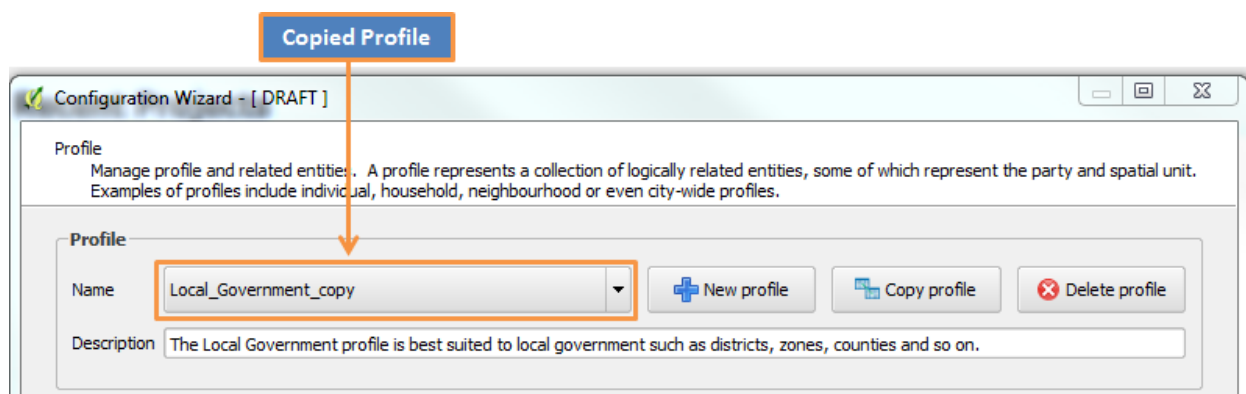 Copied Profile
Configuration Wizard - [ DRAFT ]
Profile
Manage profile and related entities. A profile represents a collection of logically related entities, some of which represent the party and spatial unit.
Examples of profiles include individual, household, neighbourhood or even city-wide profiles.
Profile
Name Local_Government_copy New profile Copy profile Delete profile
Description The Local Government profile is best suited to local government such as districts, zones, counties and so on.